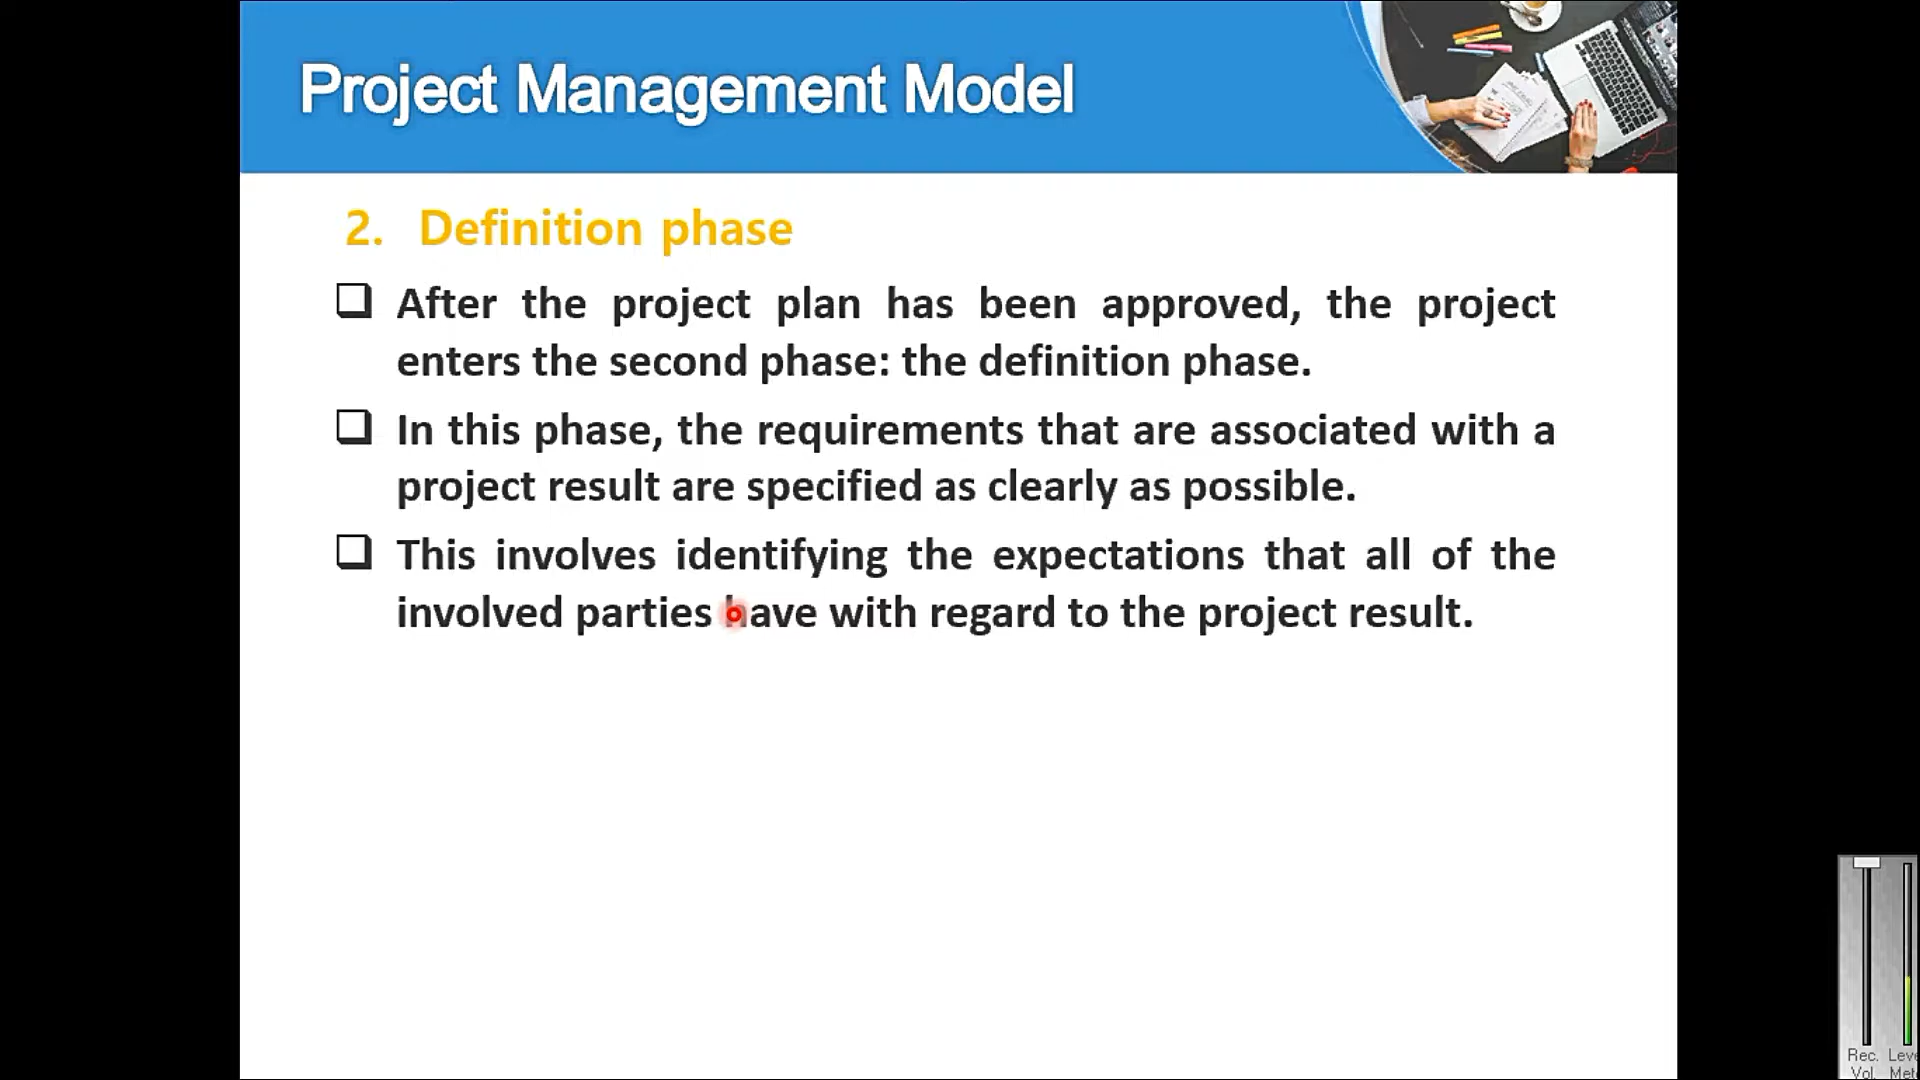 Project Management Model
2. Definition phase
After the project plan has been approved, the project
enters the second phase: the definition phase.
In this phase, the requirements that are associated with a
project result are specified as clearly as possible.
This involves identifying the expectations that all of the
involved parties have with regard to the project result.
Rec.
Vol.